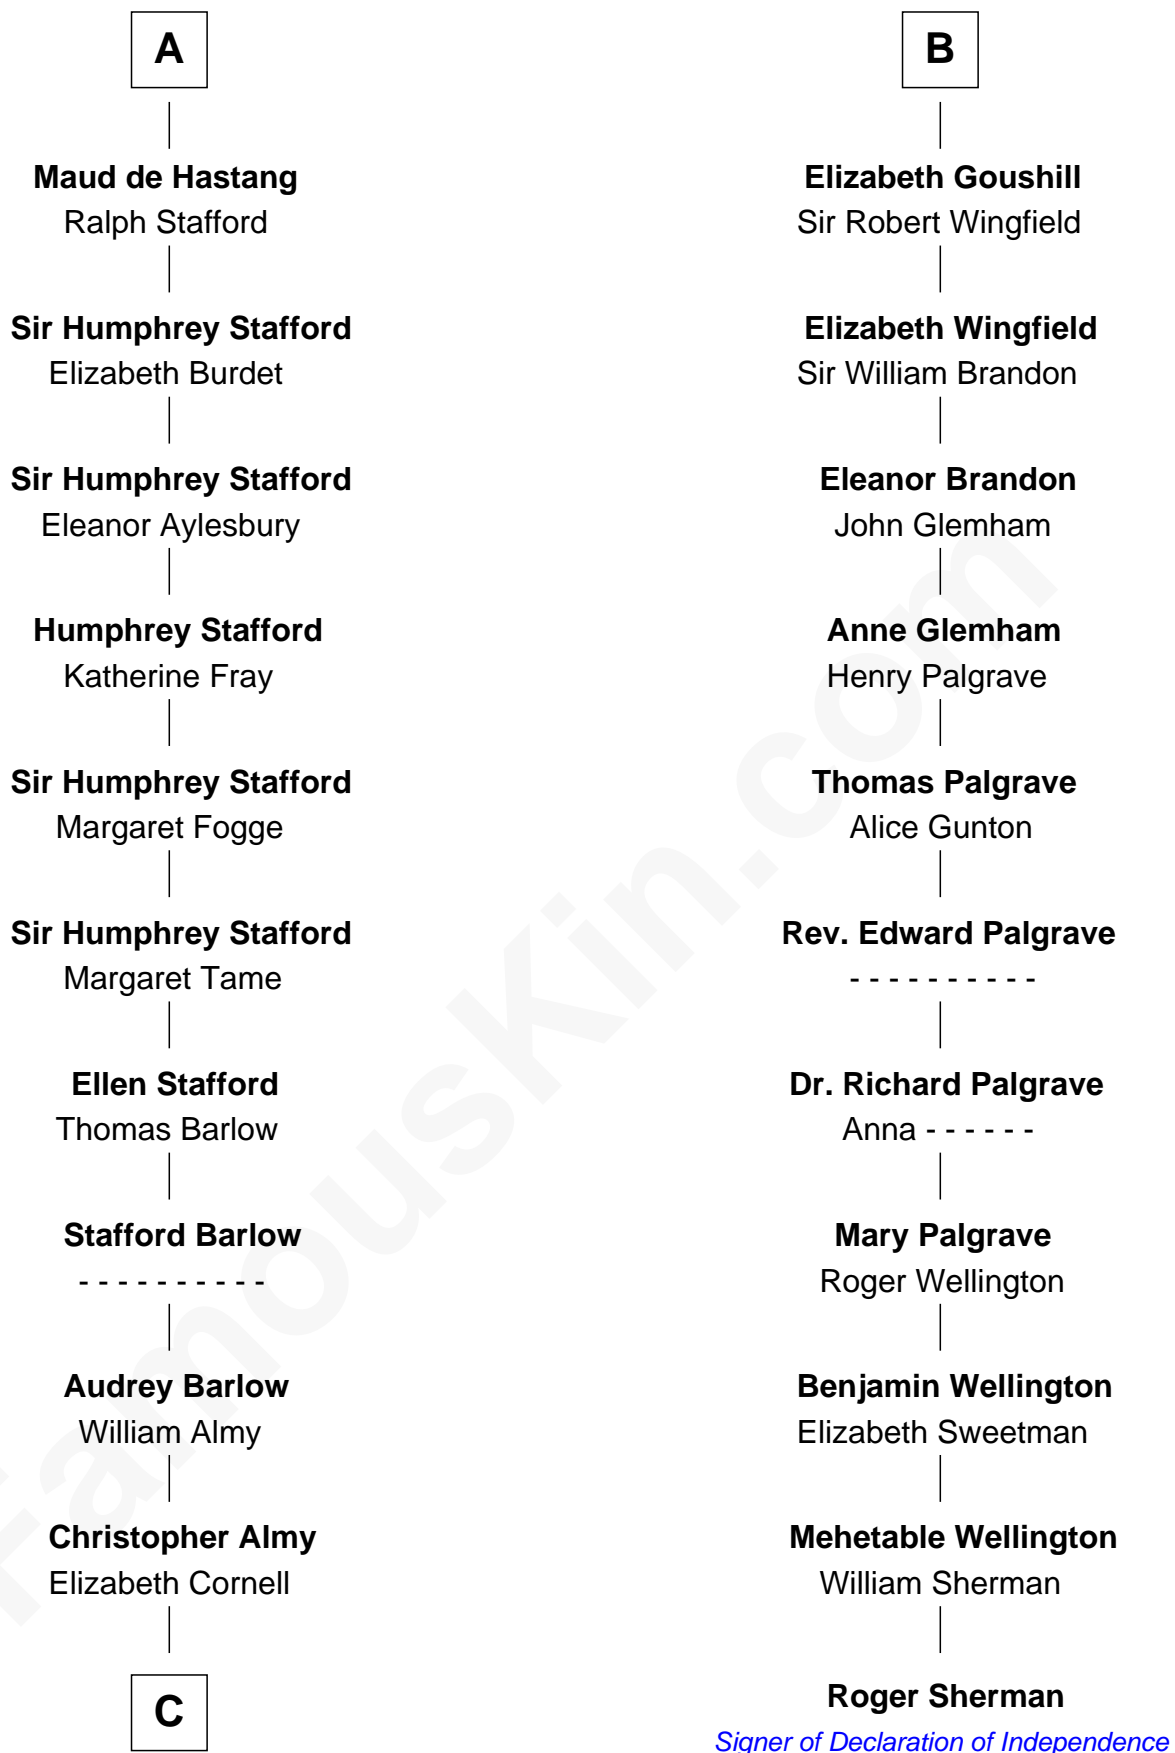 A
Maud de Hastang
Ralph Stafford
Sir Humphrey Stafford
Elizabeth Burdet
Sir Humphrey Stafford
Eleanor Aylesbury
Humphrey Stafford
Katherine Fray
Sir Humphrey Stafford
Margaret Fogge
Sir Humphrey Stafford
Margaret Tame
Ellen Stafford
Thomas Barlow
Stafford Barlow
- - - - - - - - - -
Audrey Barlow
William Almy
Christopher Almy
Elizabeth Cornell
C
B
Elizabeth Goushill
Sir Robert Wingfield
Elizabeth Wingfield
Sir William Brandon
Eleanor Brandon
John Glemham
Anne Glemham
Henry Palgrave
Thomas Palgrave
Alice Gunton
Rev. Edward Palgrave
- - - - - - - - - -
Dr. Richard Palgrave
Anna - - - - - -
Mary Palgrave
Roger Wellington
Benjamin Wellington
Elizabeth Sweetman
Mehetable Wellington
William Sherman
Roger Sherman
Signer of Declaration of Independence
FamousKin.com